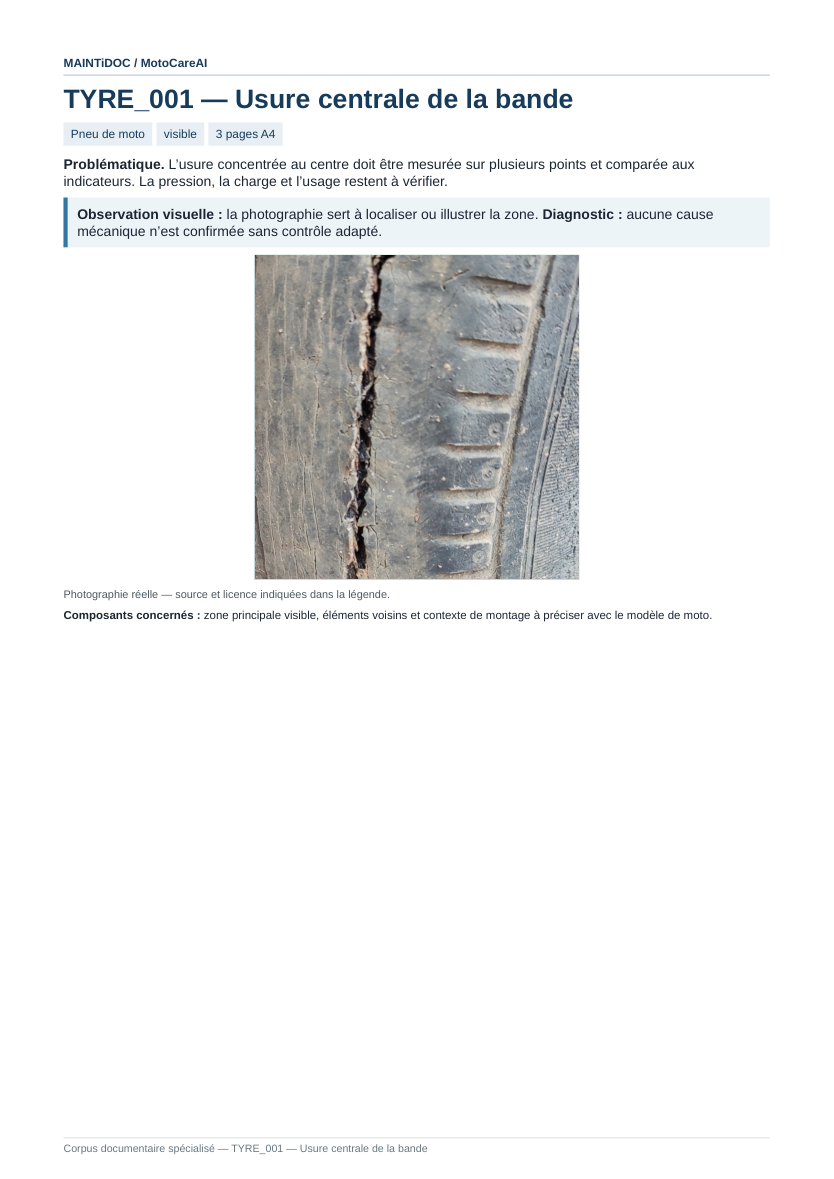 MAINTiDOC / MotoCareAI
TYRE_001 — Usure centrale de la bande
Pneu de moto visible 3 pages A4
Problématique. L’usure concentrée au centre doit être mesurée sur plusieurs points et comparée aux
indicateurs. La pression, la charge et l’usage restent à vérifier.
Observation visuelle : la photographie sert à localiser ou illustrer la zone. Diagnostic : aucune cause
mécanique n’est confirmée sans contrôle adapté.
Photographie réelle — source et licence indiquées dans la légende.
Composants concernés : zone principale visible, éléments voisins et contexte de montage à préciser avec le modèle de moto.
Corpus documentaire spécialisé — TYRE_001 — Usure centrale de la bande